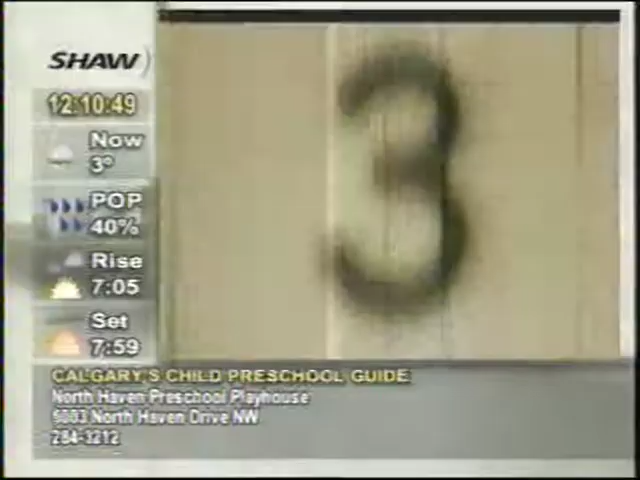 SHAW)
12:10:49
Now
3°
POP
40%
Rise
7:05
Set
7:59
3
CALGARY'S CHILD PRESCHOOL GUIDE
North Haven Preschool Playhouse
North Haven Drive NW
284-3212